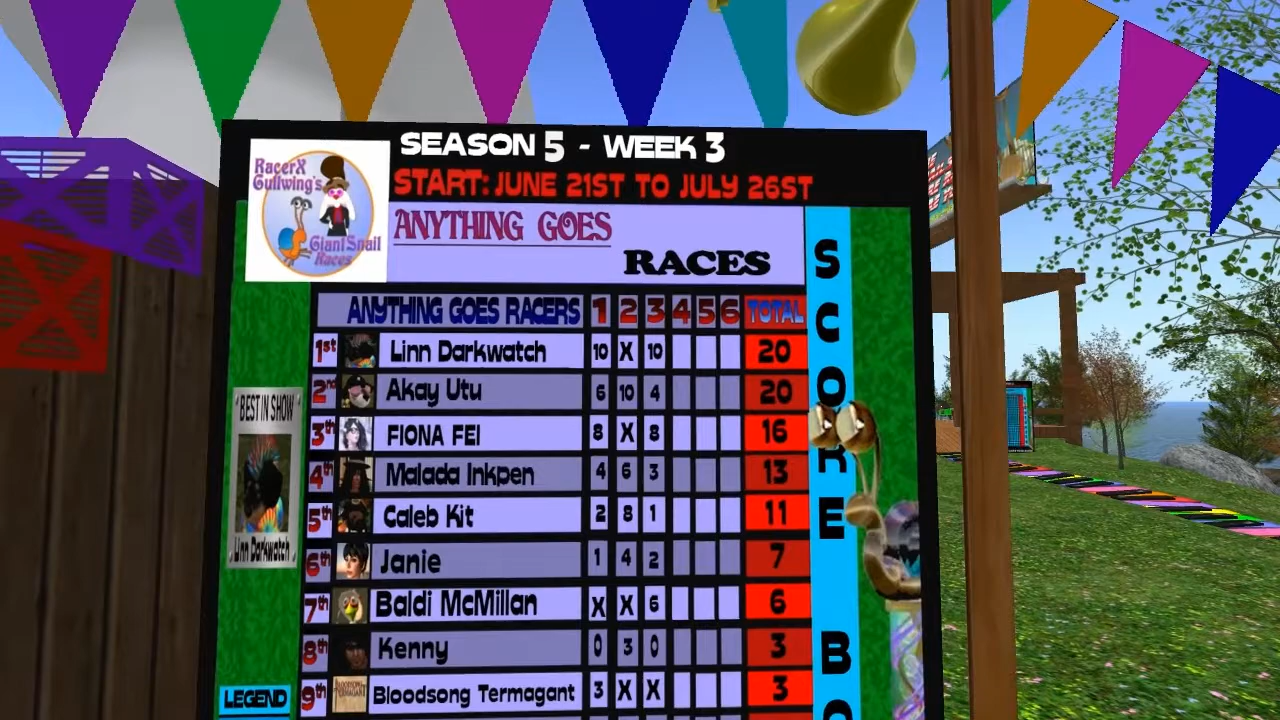 SEASON 5 - WEEK 3
START: JUNE 21ST TO JULY 26ST
RacerX
Gullwing's
Giant Snail
Races
ANYTHING GOES
RACES
ANYTHING GOES RACERS 1 2 3 4 5 6 TOTAL
1st Linn Darkwatch 10 X 10 20
2nd Akay Utu 6 10 4 20
3th FIONA FEI 8 X 8 16
4th Malada Inkpen 4 6 3 13
5th Caleb Kit 2 8 1 11
6th Janie 1 4 2 7
7th Baldi McMillan X X 6 6
8th Kenny 0 3 0 3
9th Bloodsong Termagant 3 X X 3
BEST IN SHOW
Linn Darkwatch
LEGEND
SCORE BO